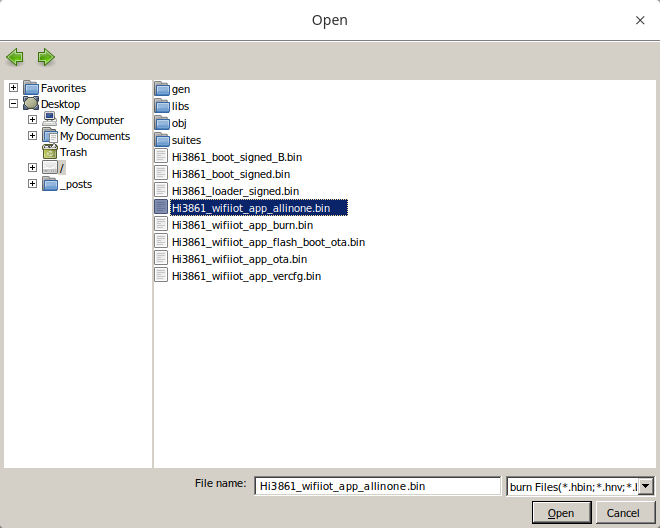 Open
Favorites
Desktop
My Computer
My Documents
Trash
/
_posts
gen
libs
obj
suites
Hi3861_boot_signed_B.bin
Hi3861_boot_signed.bin
Hi3861_loader_signed.bin
Hi3861_wifiiot_app_allinone.bin
Hi3861_wifiiot_app_burn.bin
Hi3861_wifiiot_app_flash_boot_ota.bin
Hi3861_wifiiot_app_ota.bin
Hi3861_wifiiot_app_vercfg.bin
File name: Hi3861_wifiiot_app_allinone.bin burn Files(*.hbin;*.hnv;*.
Open Cancel